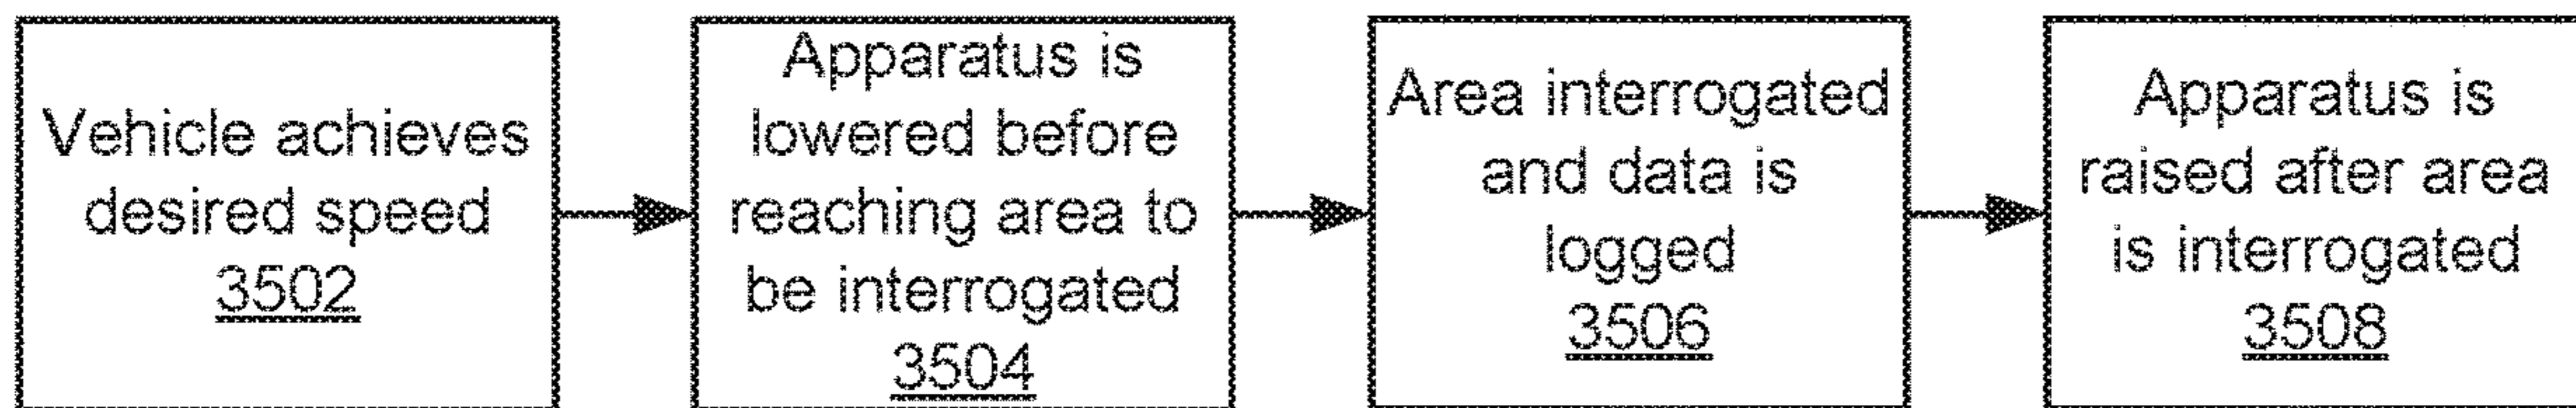 Vehicle achieves
desired speed
3502
Apparatus is
lowered before
reaching area to
be interrogated
3504
Area interrogated
and data is
logged
3506
Apparatus is
raised after area
is interrogated
3508